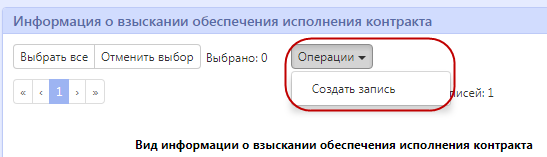 Информация о взыскании обеспечения исполнения контракта
Выбрать все Отменить выбор Выбрано: 0 Операции
« ‹ 1 › » Создать запись писей: 1
Вид информации о взыскании обеспечения исполнения контракта